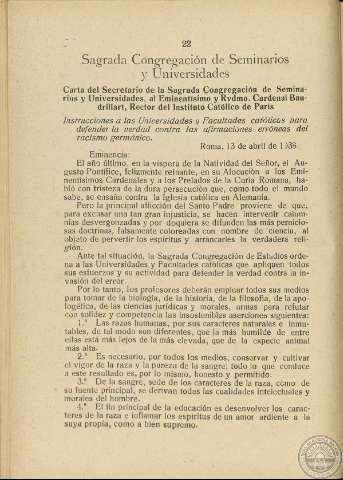 22
Sagrada Congregación de Seminarios
y Universidades
Carta del Secretario de la Sagrada Congregación de Semina-
rios y Universidades, al Eminentísimo y Rvdmo. Cardenal Bau-
drillart, Rector del Instituto Católico de París
Instrucciones a las Universidades y Facultades católicas para
defender la verdad contra las afirmaciones erróneas del
racismo germánico.
Roma, 13 de abril de 1938
Eminencia:
El año último, en la víspera de la Natividad del Señor, el Au-
gusto Pontífice, felizmente reinante, en su Alocución a los Emi-
nentísimos Cardenales y a los Prelados de la Curia Romana, ha-
bló con tristeza de la dura persecución que, como todo el mundo
sabe, se ensaña contra la Iglesia católica en Alemania.
Pero la principal aflicción del Santo Padre proviene de que,
para excusar una tan gran injusticia, se hacen intervenir calum-
nias desvergonzadas y por doquiera se difunden las más pernicio-
sas doctrinas, falsamente coloreadas con nombre de ciencia, al
objeto de pervertir los espíritus y arrancarles la verdadera reli-
gión.
Ante tal situación, la Sagrada Congregación de Estudios orde-
na a las Universidades y Facultades católicas que apliquen todos
sus esfuerzos y su actividad para defender la verdad contra la in-
vasión del error.
Por lo tanto, los profesores deberán emplear todos sus medios
para tomar de la biología, de la historia, de la filosofía, de la apo-
logética, de las ciencias jurídicas y morales, armas para refutar
con solidez y competencia las insostenibles aserciones siguientes:
1.ª Las razas humanas, por sus caracteres naturales e inmu-
tables, de tal modo son diferentes, que la más humilde de entre
ellas está más lejos de la más elevada, que de la especie animal
más alta.
2.ª Es necesario, por todos los medios, conservar y cultivar
el vigor de la raza y la pureza de la sangre; todo lo que conduce
a este resultado es, por lo mismo, honesto y permitido.
3.ª De la sangre, sede de los caracteres de la raza, como de
su fuente principal, se derivan todas las cualidades intelectuales y
morales del hombre.
4.ª El fin principal de la educación es desenvolver los carac-
teres de la raza e inflamar los espíritus de un amor ardiente a la
suya propia, como a bien supremo.